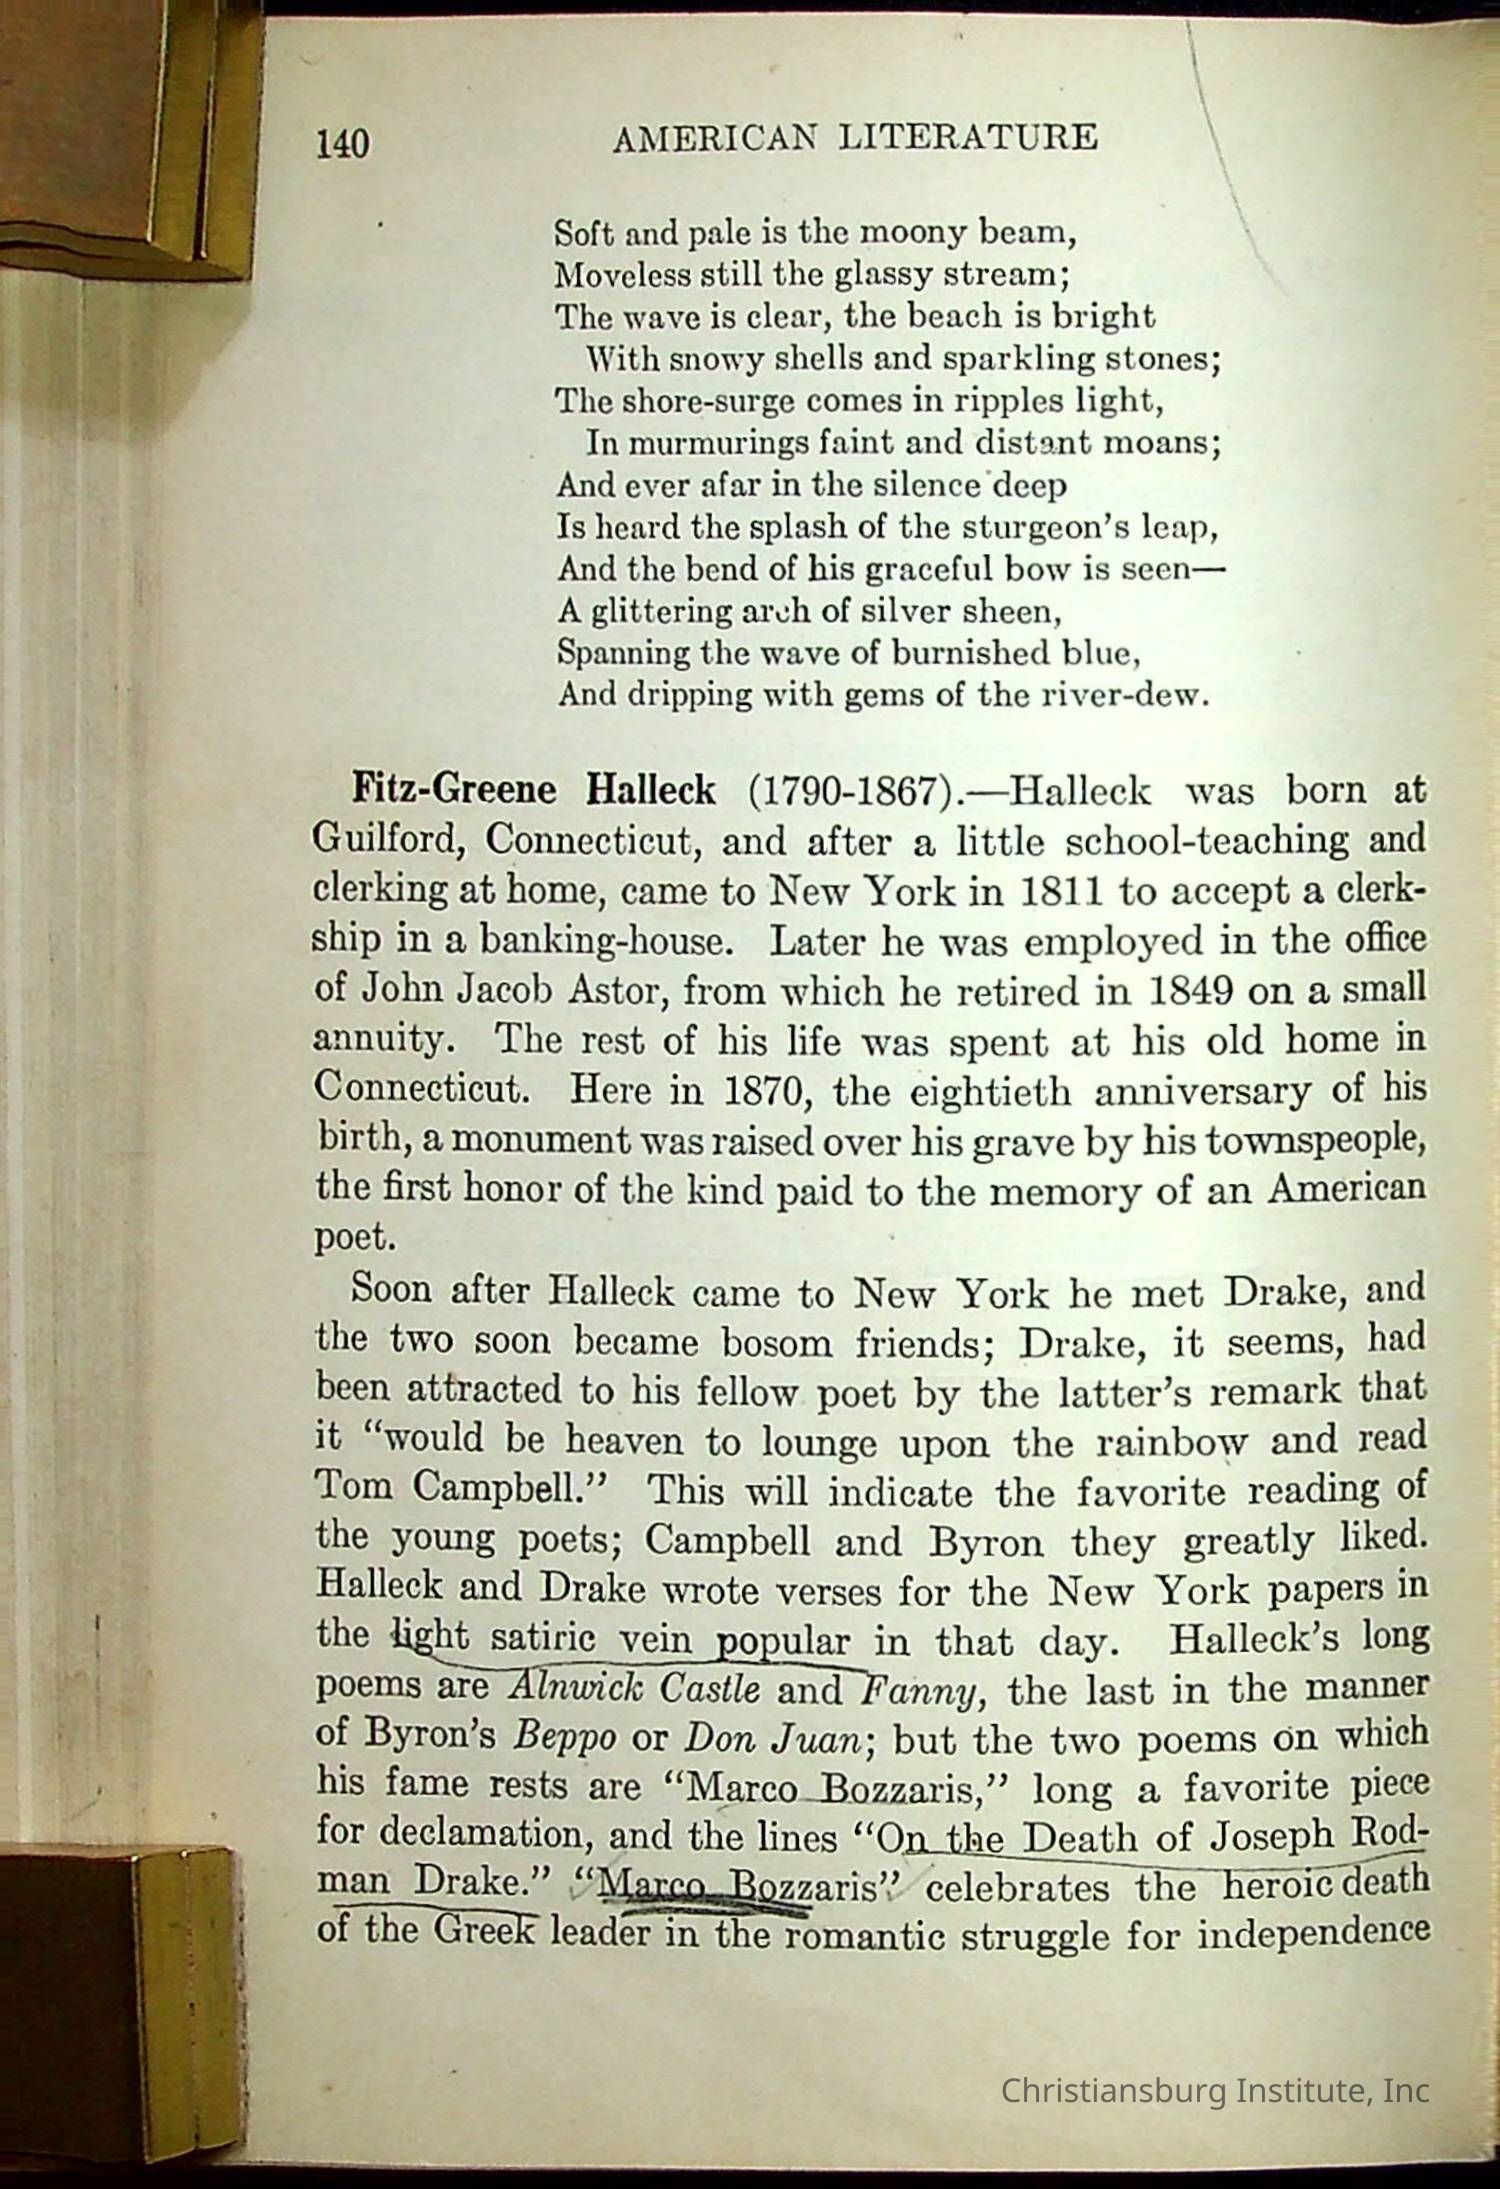 140 AMERICAN LITERATURE
Soft and pale is the moony beam,
Moveless still the glassy stream;
The wave is clear, the beach is bright
With snowy shells and sparkling stones;
The shore-surge comes in ripples light,
In murmurings faint and distant moans;
And ever afar in the silence deep
Is heard the splash of the sturgeon's leap,
And the bend of his graceful bow is seen—
A glittering arch of silver sheen,
Spanning the wave of burnished blue,
And dripping with gems of the river-dew.
Fitz-Greene Halleck (1790-1867).—Halleck was born at
Guilford, Connecticut, and after a little school-teaching and
clerking at home, came to New York in 1811 to accept a clerk-
ship in a banking-house. Later he was employed in the office
of John Jacob Astor, from which he retired in 1849 on a small
annuity. The rest of his life was spent at his old home in
Connecticut. Here in 1870, the eightieth anniversary of his
birth, a monument was raised over his grave by his townspeople,
the first honor of the kind paid to the memory of an American
poet.
Soon after Halleck came to New York he met Drake, and
the two soon became bosom friends; Drake, it seems, had
been attracted to his fellow poet by the latter's remark that
it “would be heaven to lounge upon the rainbow and read
Tom Campbell.” This will indicate the favorite reading of
the young poets; Campbell and Byron they greatly liked.
Halleck and Drake wrote verses for the New York papers in
the light satiric vein popular in that day. Halleck's long
poems are Alnwick Castle and Fanny, the last in the manner
of Byron's Beppo or Don Juan; but the two poems on which
his fame rests are “Marco Bozzaris,” long a favorite piece
for declamation, and the lines “On the Death of Joseph Rod-
man Drake.” “Marco Bozzaris” celebrates the heroic death
of the Greek leader in the romantic struggle for independence
Christiansburg Institute, Inc